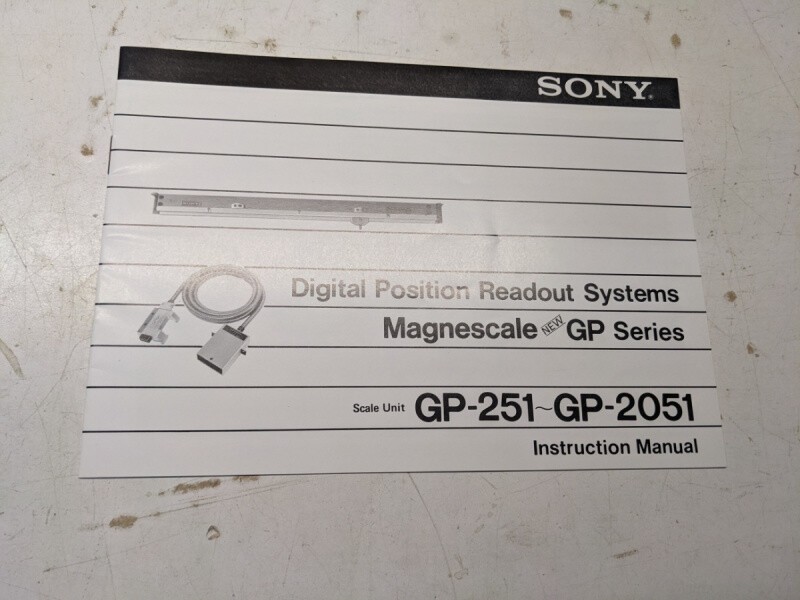 SONY®
Digital Position Readout Systems
Magnescale NEW GP Series
Scale Unit GP-251~GP-2051
Instruction Manual